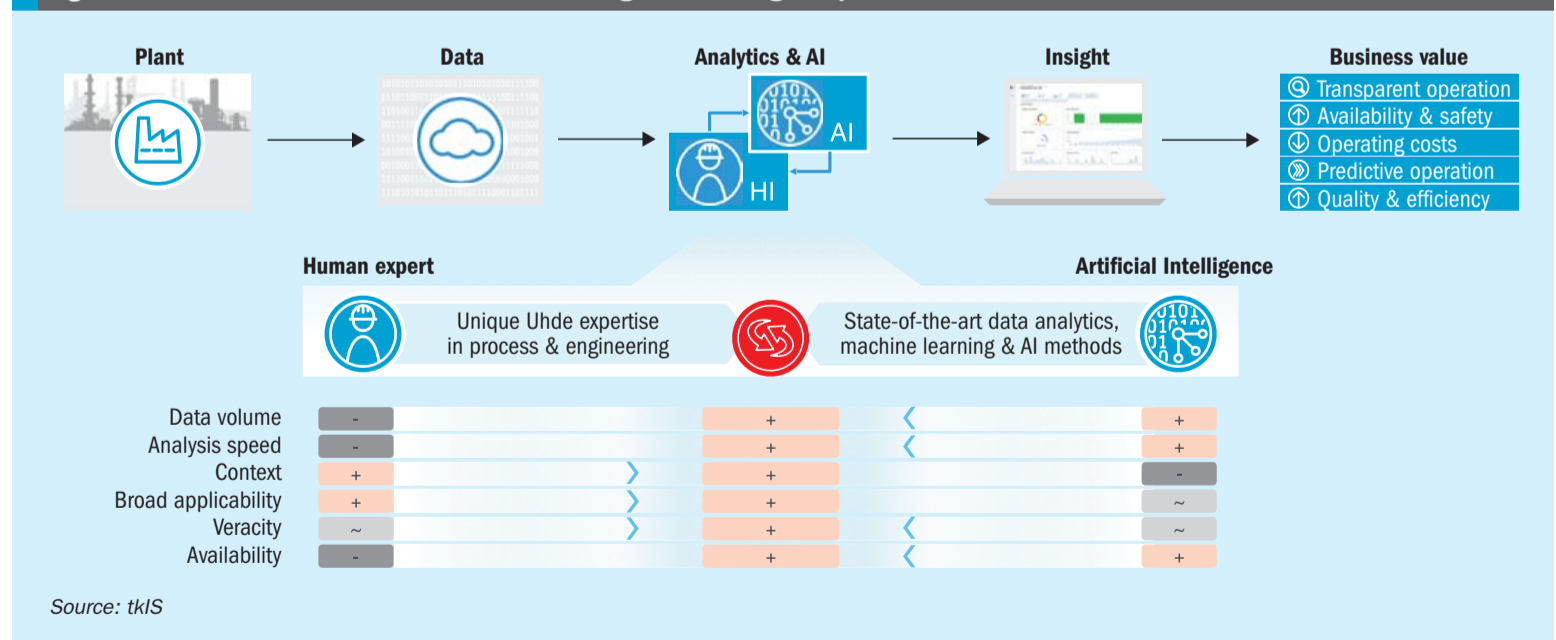 Plant
Data
Analytics & AI
Insight
Business value
AI
HI
Transparent operation
Availability & safety
Operating costs
Predictive operation
Quality & efficiency
Human expert
Artificial Intelligence
Unique Uhde expertise
in process & engineering
State-of-the-art data analytics,
machine learning & AI methods
Data volume - + +
Analysis speed - + +
Context + + -
Broad applicability + + ~
Veracity ~ + ~
Availability - + +
Source: tkIS